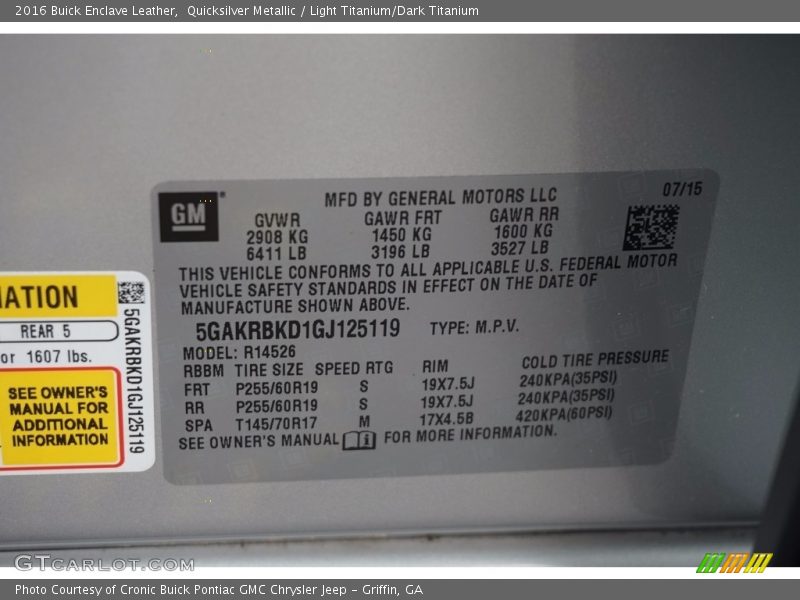 2016 Buick Enclave Leather,  Quicksilver Metallic / Light Titanium/Dark Titanium
GM
MFD BY GENERAL MOTORS LLC
07/15
GVWR GAWR FRT GAWR RR
2908 KG 1450 KG 1600 KG
6411 LB 3196 LB 3527 LB
THIS VEHICLE CONFORMS TO ALL APPLICABLE U.S. FEDERAL MOTOR
VEHICLE SAFETY STANDARDS IN EFFECT ON THE DATE OF
MANUFACTURE SHOWN ABOVE.
5GAKRBKD1GJ125119 TYPE: M.P.V.
MODEL: R14526
RBBM TIRE SIZE SPEED RTG RIM COLD TIRE PRESSURE
FRT P255/60R19 S 19X7.5J 240KPA(35PSI)
RR P255/60R19 S 19X7.5J 240KPA(35PSI)
SPA T145/70R17 M 17X4.5B 420KPA(60PSI)
SEE OWNER'S MANUAL FOR MORE INFORMATION.
MATION
REAR 5
or 1607 lbs.
SEE OWNER'S
MANUAL FOR
ADDITIONAL
INFORMATION
5GAKRBKD1GJ125119
GTCARLOT.COM
Photo Courtesy of Cronic Buick Pontiac GMC Chrysler Jeep - Griffin, GA